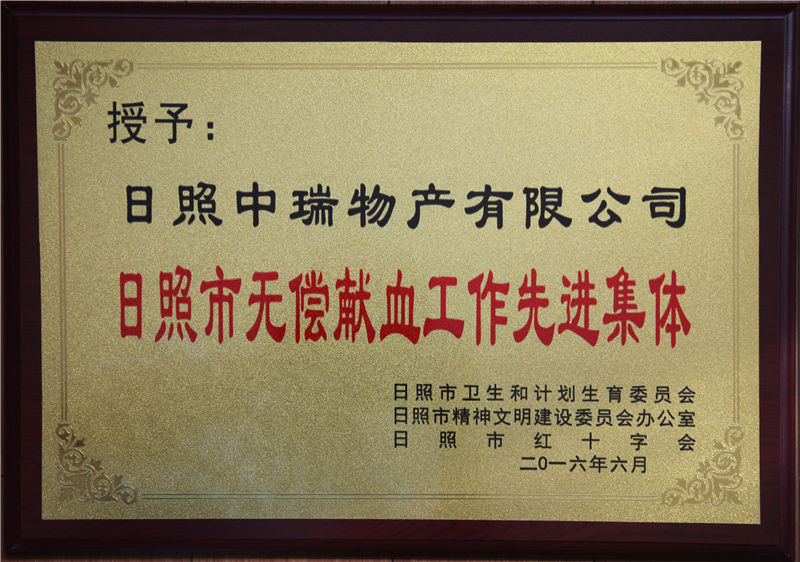 授予：
日照中瑞物产有限公司
日照市无偿献血工作先进集体
日照市卫生和计划生育委员会
日照市精神文明建设委员会办公室
日照市红十字会
二0一六年六月